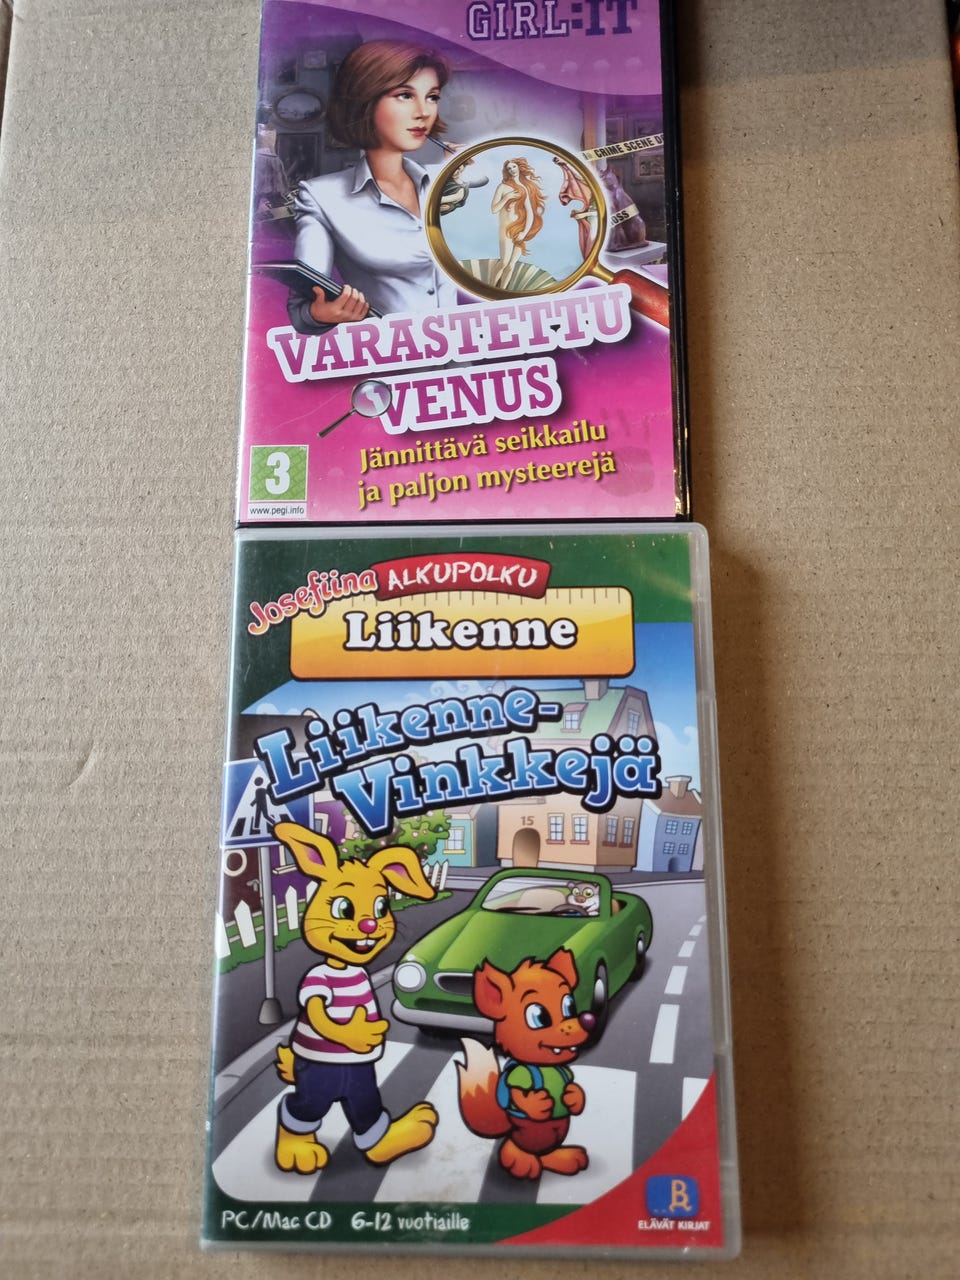 GIRL:IT
CRIME SCENE DO
OSS
VARASTETTU
VENUS
Jännittävä seikkailu
ja paljon mysteerejä
3
www.pegi.info
Josefiina ALKUPOLKU
Liikenne
Liikenne-
Vinkkejä
15
B
PC/Mac CD 6-12 vuotiaille
ELÄVÄT KIRJAT